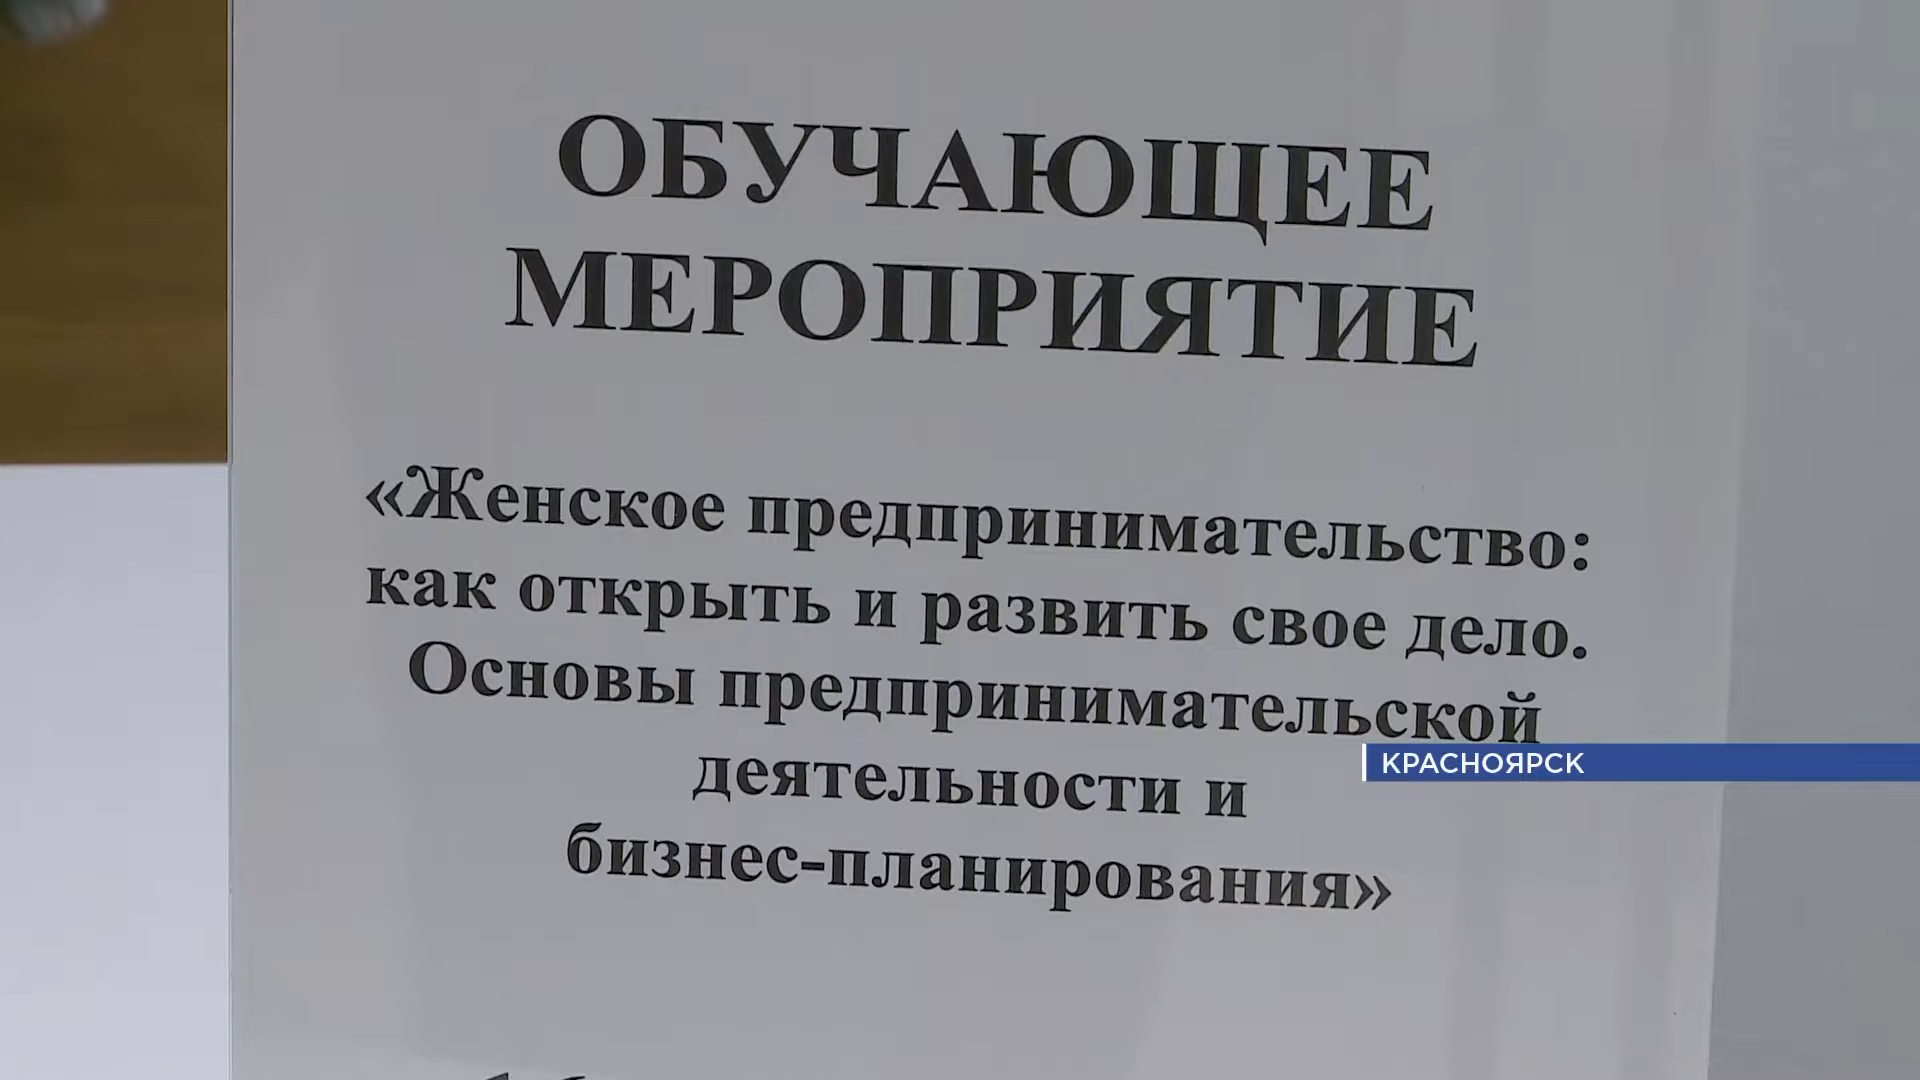 ОБУЧАЮЩЕЕ
МЕРОПРИЯТИЕ
«Женское предпринимательство:
как открыть и развить свое дело.
Основы предпринимательской
КРАСНОЯРСК
деятельности и
бизнес-планирования»